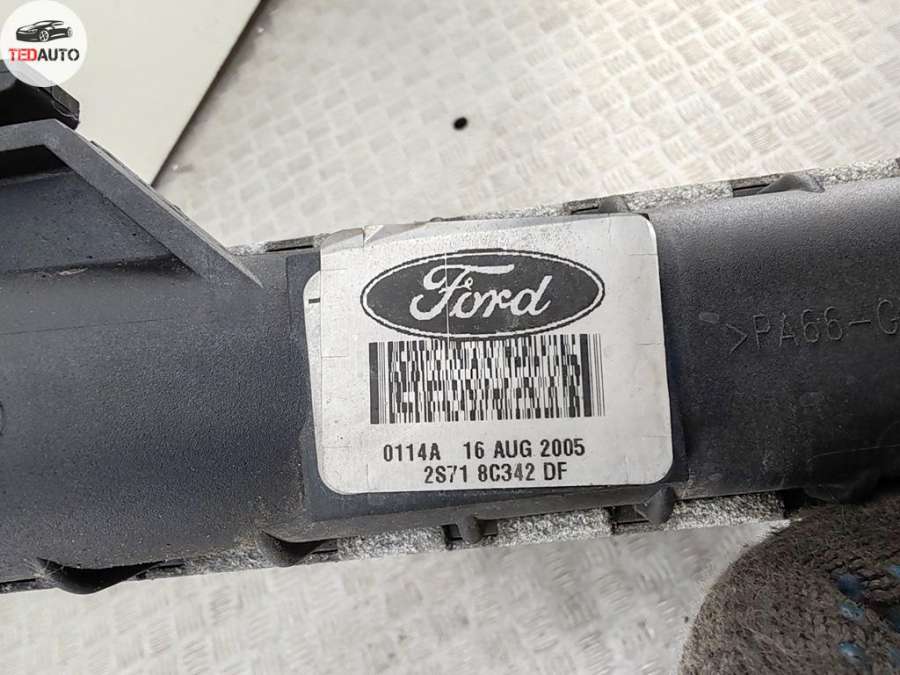 TEDAUTO
Ford
0114A 16 AUG 2005
2S71 8C342 DF
>PA66-G